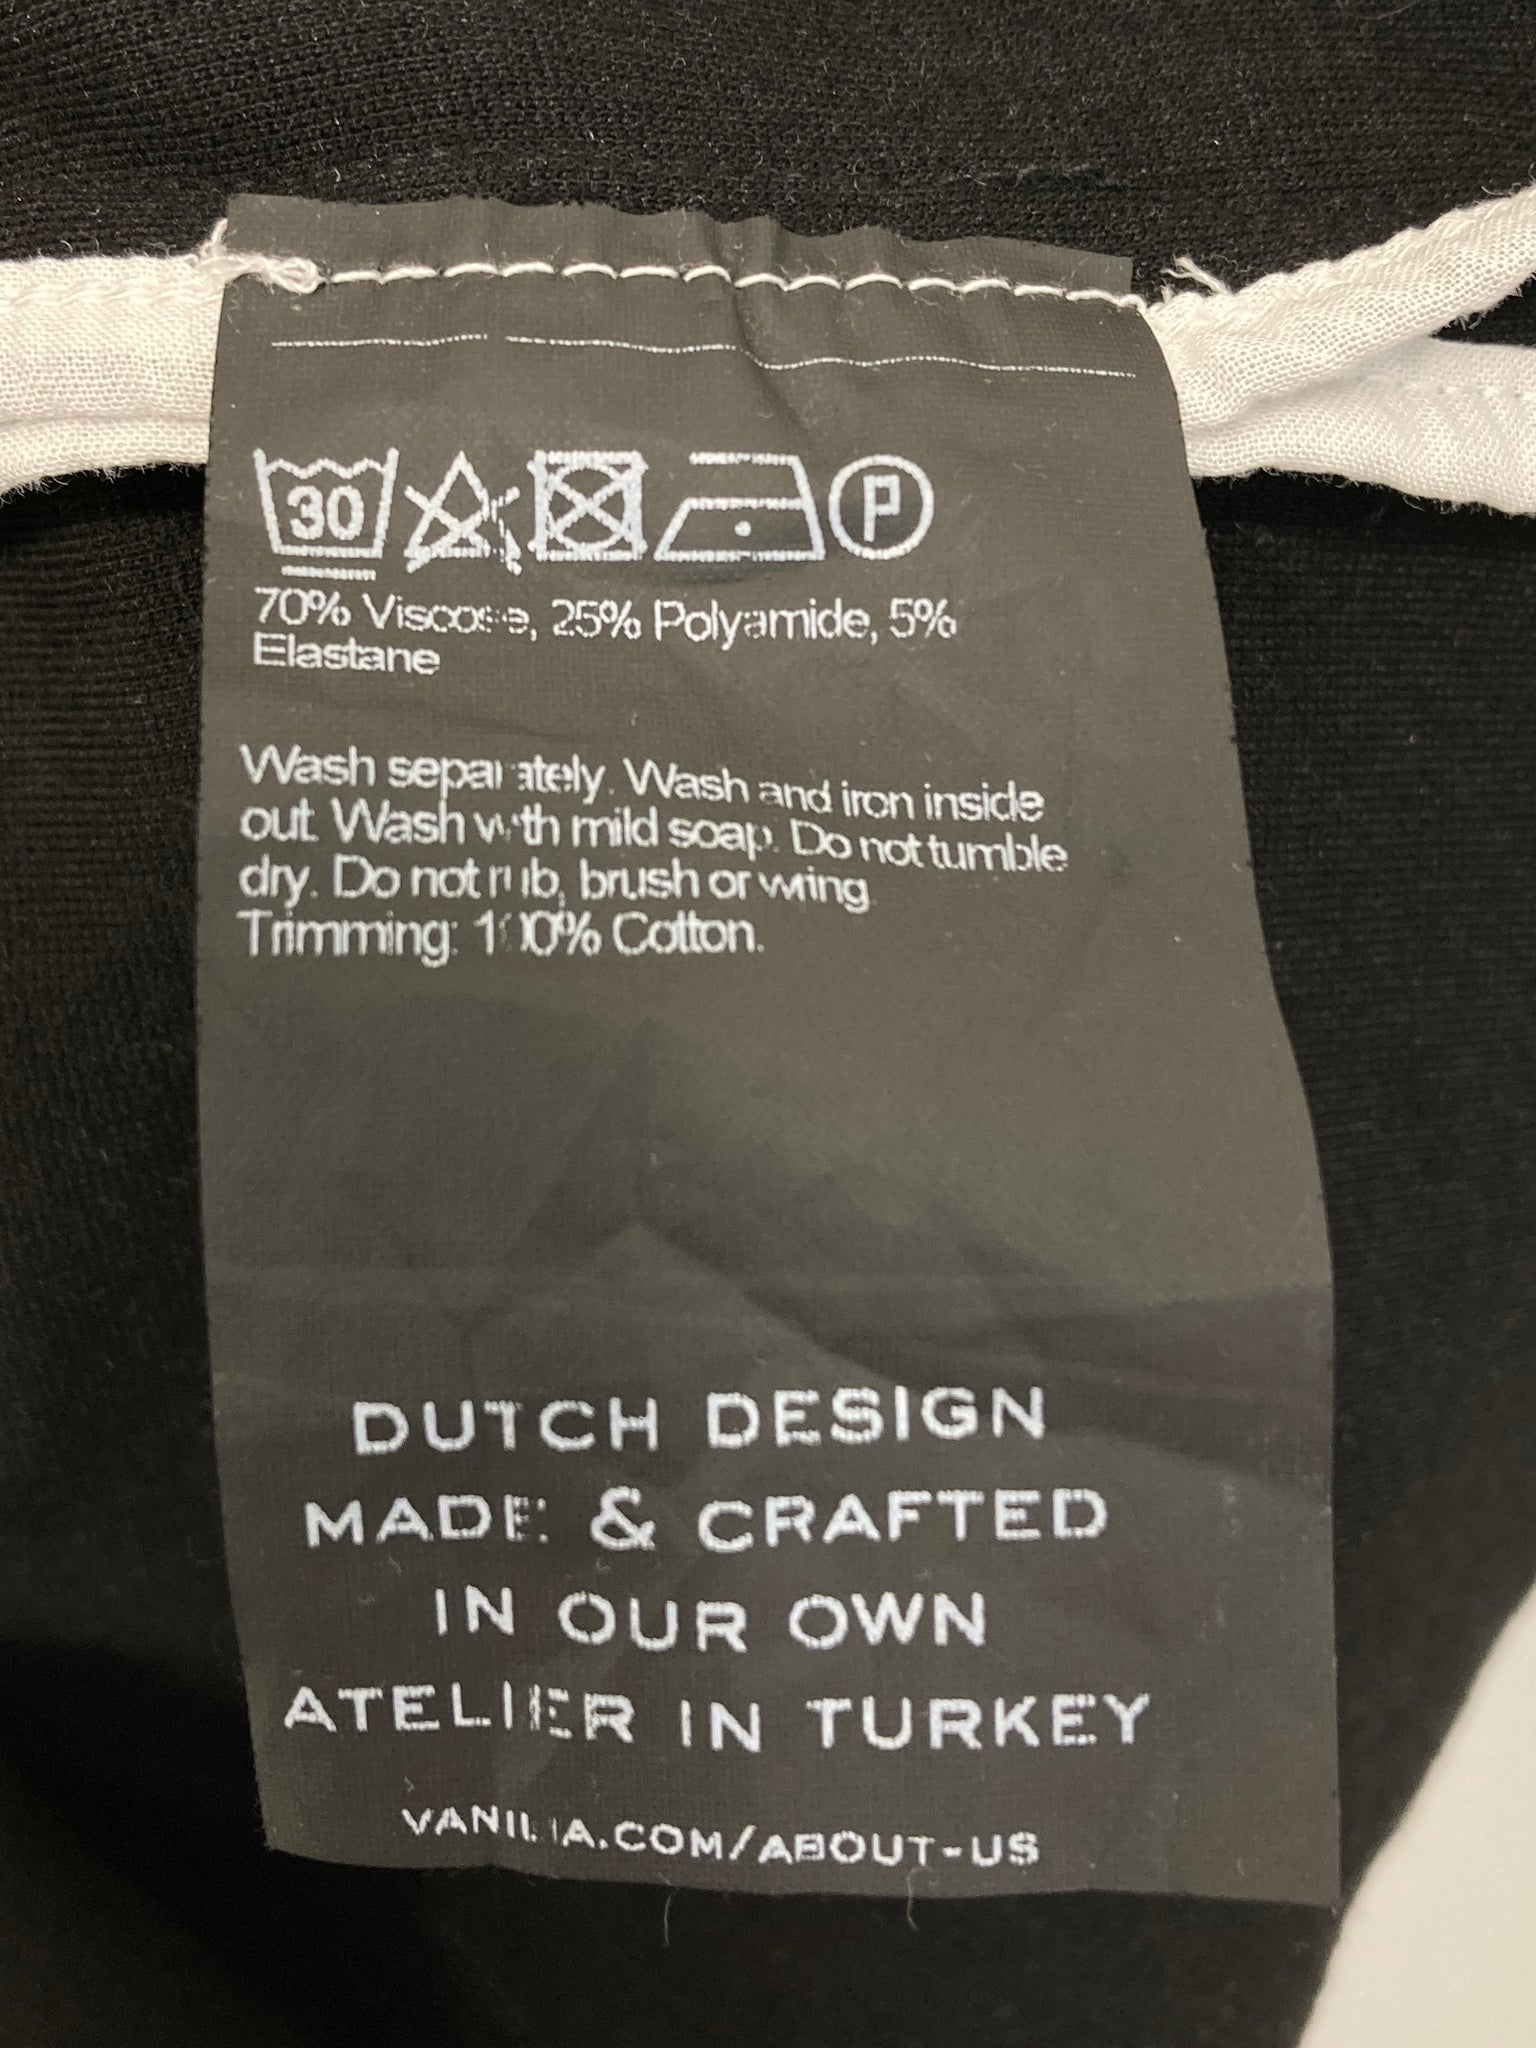 30
P
70% Viscose, 25% Polyamide, 5%
Elastane
Wash separately. Wash and iron inside
out. Wash with mild soap. Do not tumble
dry. Do not rub, brush or wring.
Trimming: 100% Cotton.
DUTCH DESIGN
MADE & CRAFTED
IN OUR OWN
ATELIER IN TURKEY
VANILIA.COM/ABOUT-US